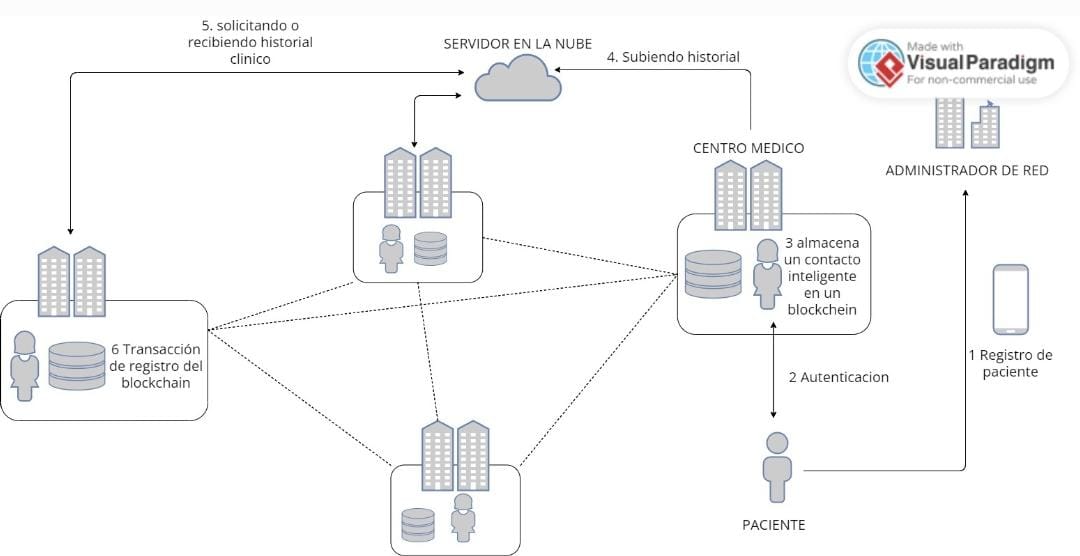 5. solicitando o
recibiendo historial
clinico
SERVIDOR EN LA NUBE
4. Subiendo historial
Made with
VisualParadigm
For non-commercial use
CENTRO MEDICO
ADMINISTRADOR DE RED
3 almacena
un contacto
inteligente
en un
blockchein
6 Transacción
de registro del
blockchain
1 Registro de
paciente
2 Autenticacion
PACIENTE